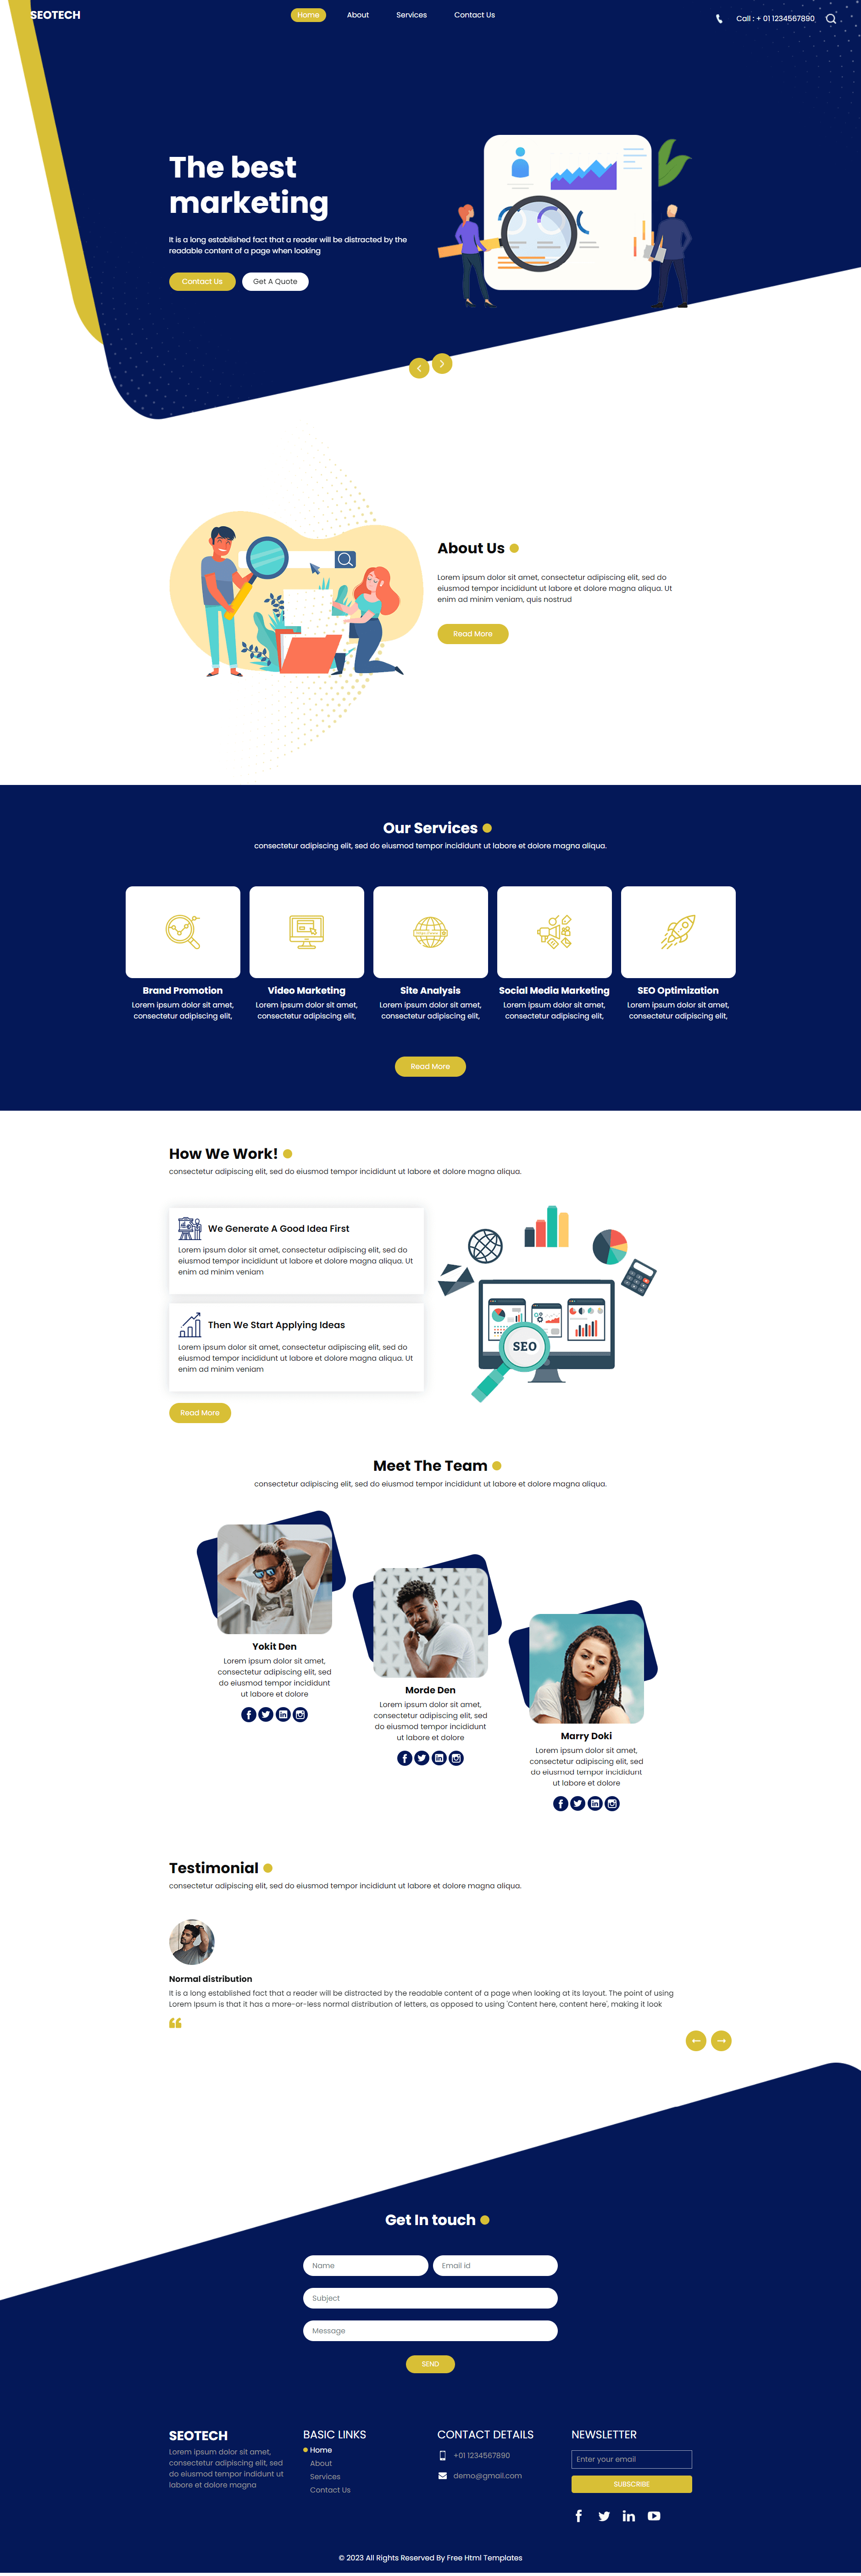 SEOTECH
Home
About
Services
Contact Us
Call : + 01 1234567890
The best
marketing
It is a long established fact that a reader will be distracted by the
readable content of a page when looking
Contact Us
Get A Quote
About Us
Lorem ipsum dolor sit amet, consectetur adipiscing elit, sed do
eiusmod tempor incididunt ut labore et dolore magna aliqua. Ut
enim ad minim veniam, quis nostrud
Read More
Our Services
consectetur adipiscing elit, sed do eiusmod tempor incididunt ut labore et dolore magna aliqua.
Brand Promotion
Lorem ipsum dolor sit amet,
consectetur adipiscing elit,
Video Marketing
Lorem ipsum dolor sit amet,
consectetur adipiscing elit,
Site Analysis
Lorem ipsum dolor sit amet,
consectetur adipiscing elit,
Social Media Marketing
Lorem ipsum dolor sit amet,
consectetur adipiscing elit,
SEO Optimization
Lorem ipsum dolor sit amet,
consectetur adipiscing elit,
Read More
How We Work!
consectetur adipiscing elit, sed do eiusmod tempor incididunt ut labore et dolore magna aliqua.
We Generate A Good Idea First
Lorem ipsum dolor sit amet, consectetur adipiscing elit, sed do
eiusmod tempor incididunt ut labore et dolore magna aliqua. Ut
enim ad minim veniam
Then We Start Applying Ideas
Lorem ipsum dolor sit amet, consectetur adipiscing elit, sed do
eiusmod tempor incididunt ut labore et dolore magna aliqua. Ut
enim ad minim veniam
Read More
SEO
Meet The Team
consectetur adipiscing elit, sed do eiusmod tempor incididunt ut labore et dolore magna aliqua.
Yokit Den
Lorem ipsum dolor sit amet,
consectetur adipiscing elit, sed
do eiusmod tempor incididunt
ut labore et dolore
Morde Den
Lorem ipsum dolor sit amet,
consectetur adipiscing elit, sed
do eiusmod tempor incididunt
ut labore et dolore
Marry Doki
Lorem ipsum dolor sit amet,
consectetur adipiscing elit, sed
do eiusmod tempor incididunt
ut labore et dolore
Testimonial
consectetur adipiscing elit, sed do eiusmod tempor incididunt ut labore et dolore magna aliqua.
Normal distribution
It is a long established fact that a reader will be distracted by the readable content of a page when looking at its layout. The point of using
Lorem Ipsum is that it has a more-or-less normal distribution of letters, as opposed to using 'Content here, content here', making it look
Get In touch
Name
Email id
Subject
Message
SEND
SEOTECH
Lorem ipsum dolor sit amet,
consectetur adipiscing elit, sed
do eiusmod tempor indidunt ut
labore et dolore magna
BASIC LINKS
Home
About
Services
Contact Us
CONTACT DETAILS
+01 1234567890
demo@gmail.com
NEWSLETTER
Enter your email
SUBSCRIBE
© 2023 All Rights Reserved By Free Html Templates